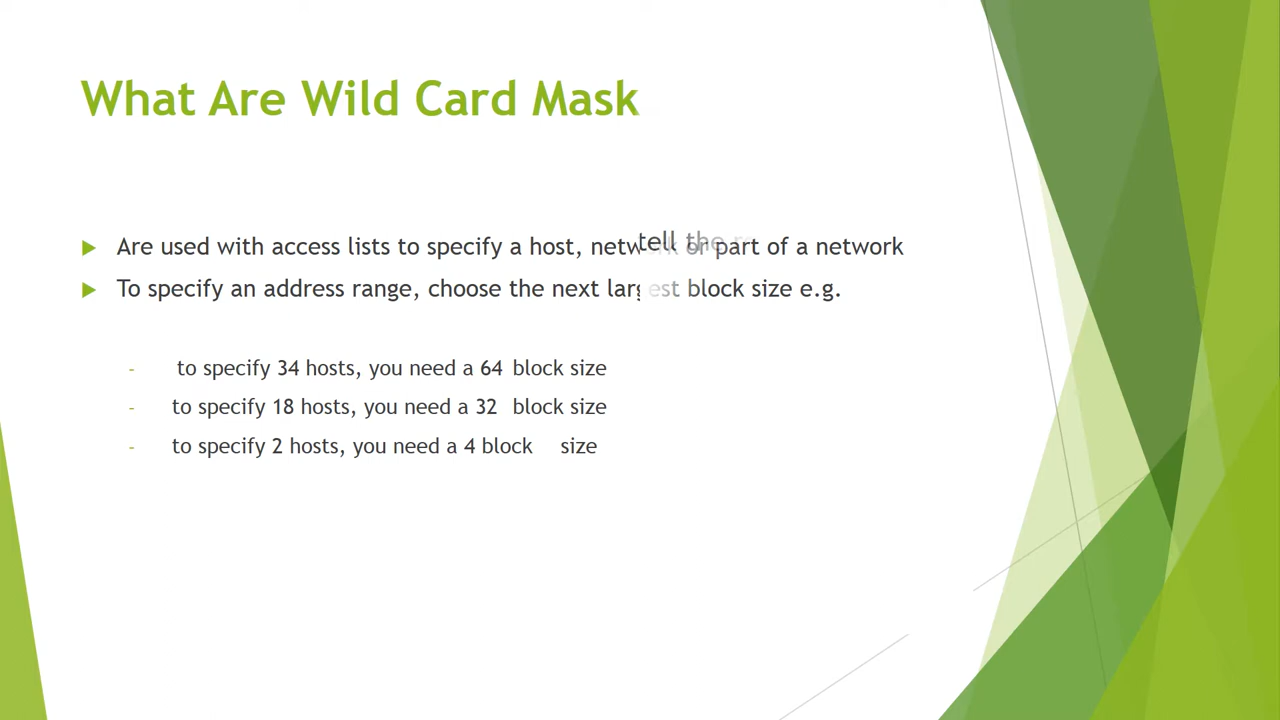 What Are Wild Card Mask
Are used with access lists to specify a host, network or part of a network
tell the
To specify an address range, choose the next largest block size e.g.
- to specify 34 hosts, you need a 64 block size
- to specify 18 hosts, you need a 32 block size
- to specify 2 hosts, you need a 4 block size